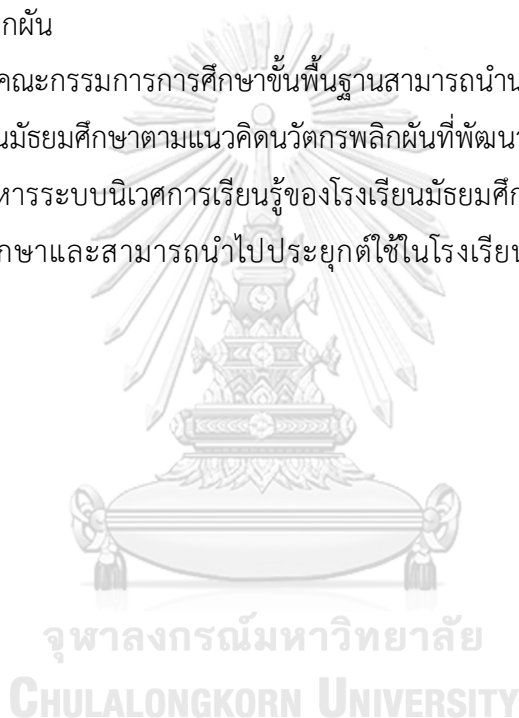 กผัน
คณะกรรมการการศึกษาขั้นพื้นฐานสามารถนำน
นมัธยมศึกษาตามแนวคิดนวัตกรพลิกผันที่พัฒนา
หารระบบนิเวศการเรียนรู้ของโรงเรียนมัธยมศึก
กษาและสามารถนำไปประยุกต์ใช้ในโรงเรียน
จุฬาลงกรณ์มหาวิทยาลัย
CHULALONGKORN UNIVERSITY